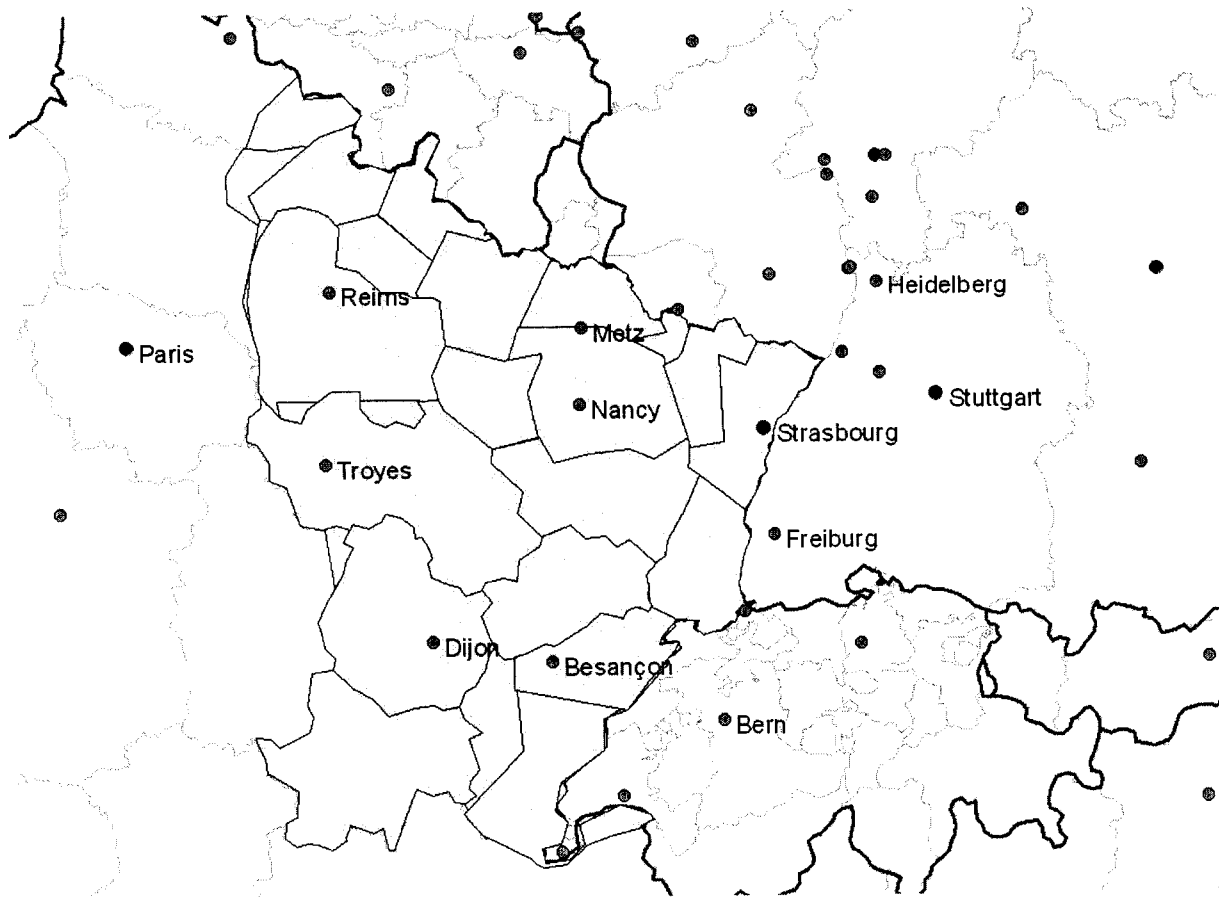 Heidelberg
Reims
Metz
Paris
Stuttgart
Nancy
Strasbourg
Troyes
Freiburg
Dijon
Besançon
Bern